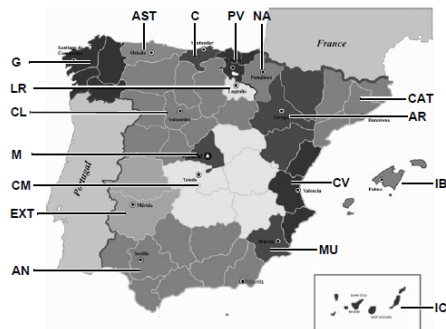 AST C PV NA
France
Santander
Oviedo
G
Pamplona
LR
Logroño
CL
CAT
Valladolid
Zaragoza
Barcelona
AR
M
Portugal
Toledo
CM
CV
Valencia
Palma
IB
EXT
Mérida
MU
Murcia
Sevilla
AN
IC